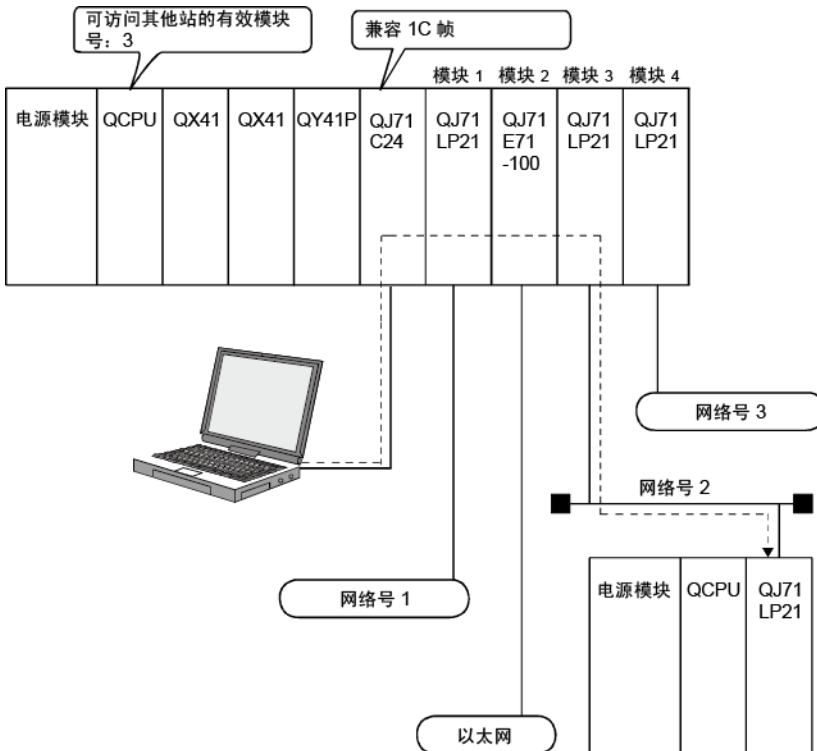 可访问其他站的有效模块
号：3
兼容 1C 帧
模块 1 模块 2 模块 3 模块 4
电源模块
QCPU
QX41
QX41
QY41P
QJ71
C24
QJ71
LP21
QJ71
E71
-100
QJ71
LP21
QJ71
LP21
网络号 3
网络号 2
网络号 1
电源模块
QCPU
QJ71
LP21
以太网